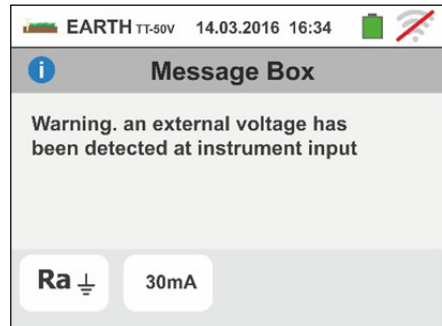 EARTH TT-50V 14.03.2016 16:34
i Message Box
Warning. an external voltage has
been detected at instrument input
Ra 30mA